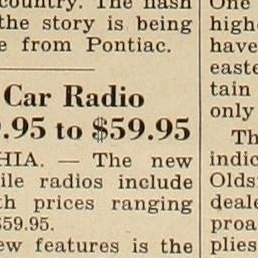 country. The flash
the story is being
from Pontiac.
Car Radio
.95 to $59.95
HIA. — The new
ile radios include
th prices ranging
$59.95.
ew features is the
One
high
have
easte
tain
only
Th
indic
Olds
deale
proa
plies